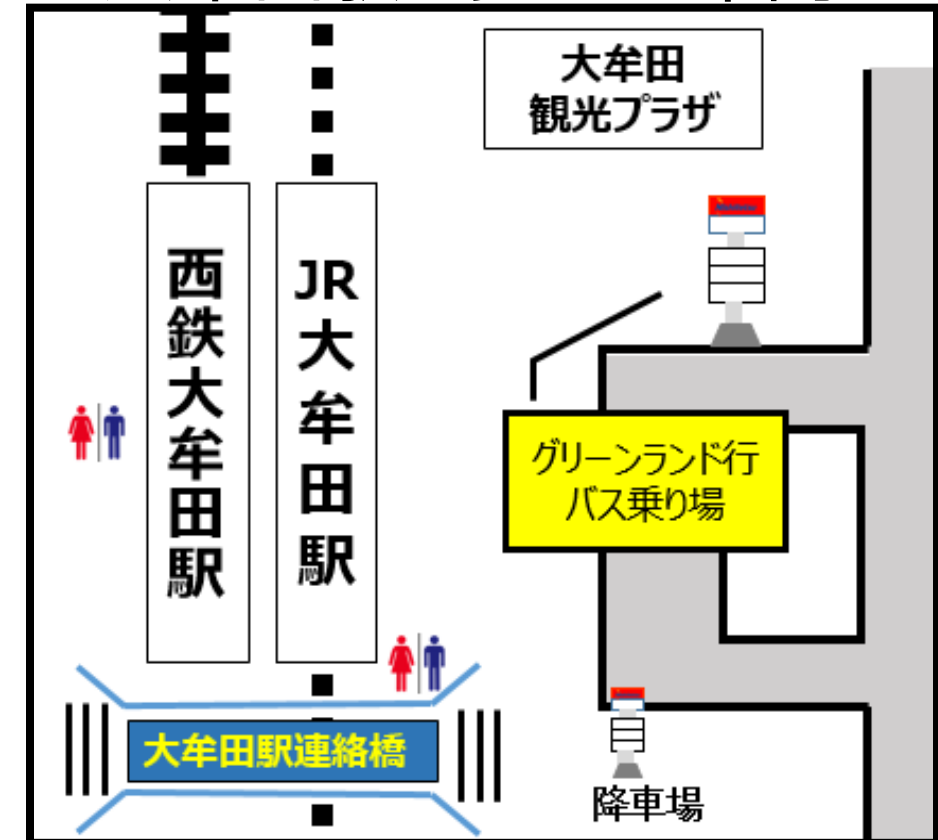 大牟田
観光プラザ
西鉄大牟田駅
JR大牟田駅
グリーンランド行
バス乗り場
大牟田駅連絡橋
降車場